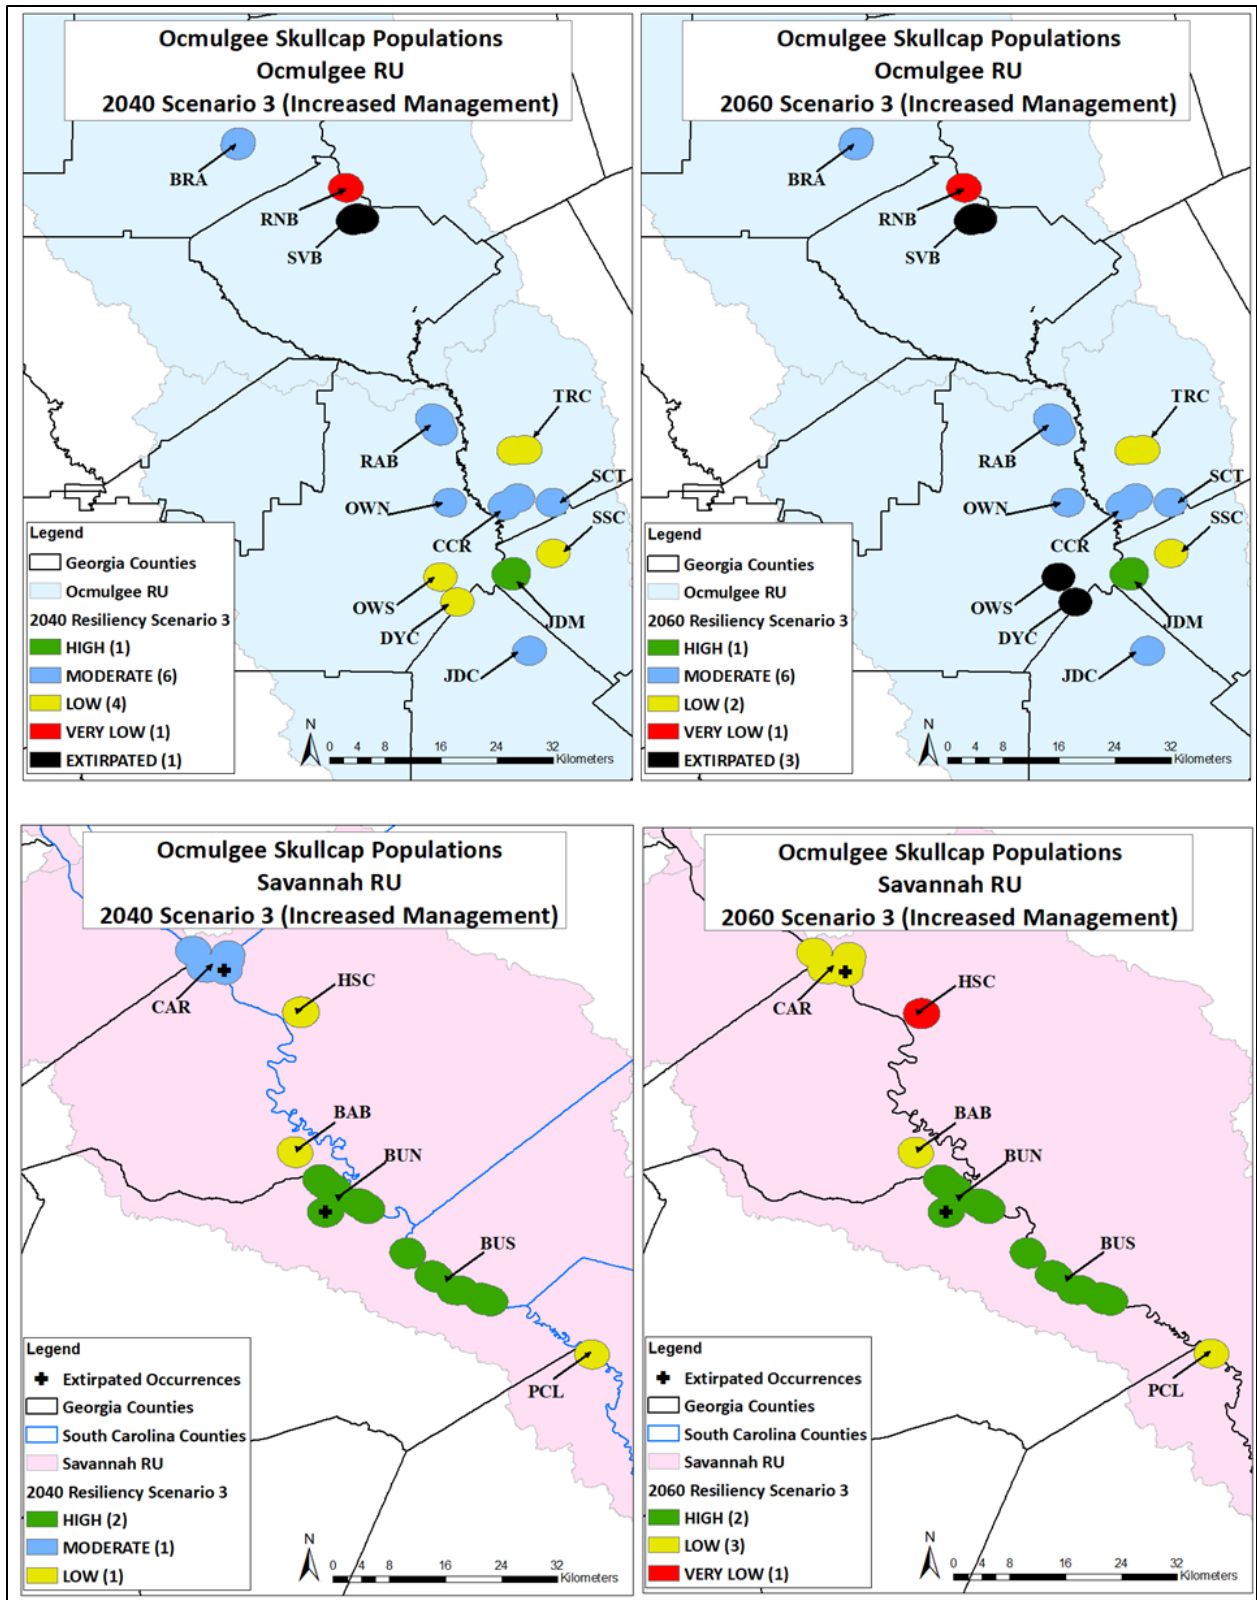 Ocmulgee Skullcap Populations
Ocmulgee RU
2040 Scenario 3 (Increased Management)
BRA
RNB
SVB
TRC
RAB
SCT
OWN
SSC
CCR
OWS
JDM
DYC
JDC
Legend
Georgia Counties
Ocmulgee RU
2040 Resiliency Scenario 3
HIGH (1)
MODERATE (6)
LOW (4)
VERY LOW (1)
EXTIRPATED (1)
N
0 4 8 16 24 32
Kilometers
Ocmulgee Skullcap Populations
Ocmulgee RU
2060 Scenario 3 (Increased Management)
BRA
RNB
SVB
TRC
RAB
SCT
OWN
SSC
CCR
OWS
JDM
DYC
JDC
Legend
Georgia Counties
Ocmulgee RU
2060 Resiliency Scenario 3
HIGH (1)
MODERATE (6)
LOW (2)
VERY LOW (1)
EXTIRPATED (3)
N
0 4 8 16 24 32
Kilometers
Ocmulgee Skullcap Populations
Savannah RU
2040 Scenario 3 (Increased Management)
HSC
CAR
BAB
BUN
BUS
PCL
Legend
Extirpated Occurrences
Georgia Counties
South Carolina Counties
Savannah RU
2040 Resiliency Scenario 3
HIGH (2)
MODERATE (1)
LOW (1)
N
0 4 8 16 24 32
Kilometers
Ocmulgee Skullcap Populations
Savannah RU
2060 Scenario 3 (Increased Management)
HSC
CAR
BAB
BUN
BUS
PCL
Legend
Extirpated Occurrences
Georgia Counties
South Carolina Counties
Savannah RU
2060 Resiliency Scenario 3
HIGH (2)
LOW (3)
VERY LOW (1)
N
0 4 8 16 24 32
Kilometers